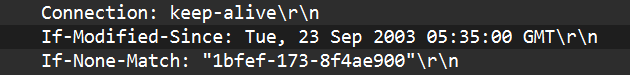 Connection: keep-alive\r\n
If-Modified-Since: Tue, 23 Sep 2003 05:35:00 GMT\r\n
If-None-Match: "1bfef-173-8f4ae900"\r\n